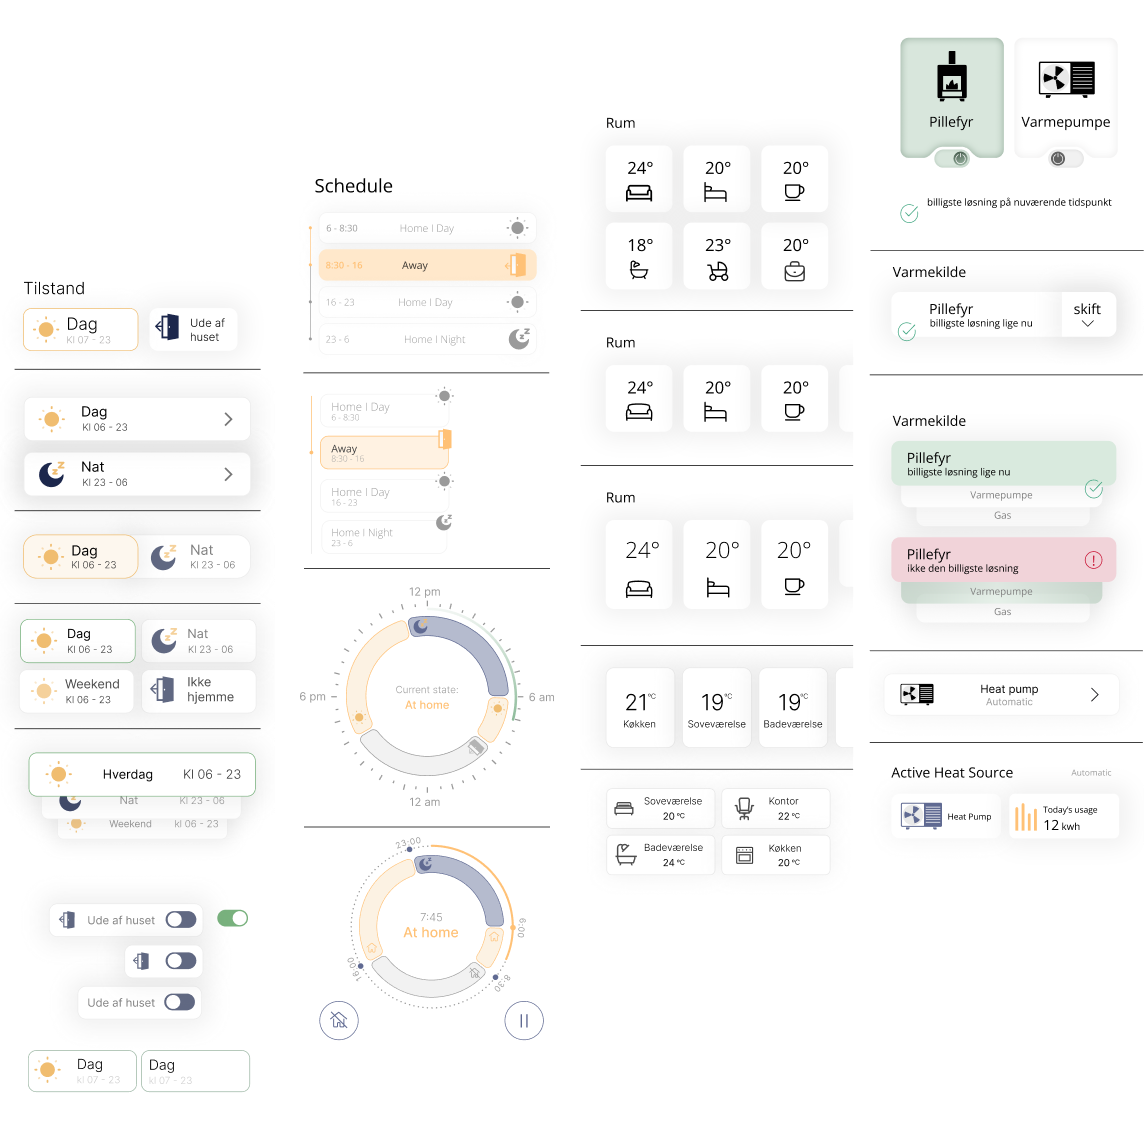 Tilstand
Dag
Kl 07 - 23
Ude af
huset
Dag
Kl 06 - 23
Nat
Kl 23 - 06
Dag
Kl 06 - 23
Nat
Kl 23 - 06
Dag
Kl 06 - 23
Nat
Kl 23 - 06
Weekend
Kl 06 - 23
Ikke
hjemme
Hverdag Kl 06 - 23
Nat Kl 23 - 06
Weekend kl 06 - 23
Ude af huset
Ude af huset
Dag
kl 07 - 23
Dag
kl 07 - 23
Schedule
6 - 8:30 Home I Day
8:30 - 16 Away
16 - 23 Home I Day
23 - 6 Home I Night
Home I Day
6 - 8:30
Away
8:30 - 16
Home I Day
16 - 23
Home I Night
23 - 6
12 pm
6 pm
Current state:
At home
6 am
12 am
23:00
7:45
At home
6:00
16:00
8:30
Rum
24° 20° 20°
18° 23° 20°
Rum
24° 20° 20°
Rum
24° 20° 20°
21°C
Køkken
19°C
Soveværelse
19°C
Badeværelse
Soveværelse
20 °C
Kontor
22 °C
Badeværelse
24 °C
Køkken
20 °C
Pillefyr
Varmepumpe
billigste løsning på nuværende tidspunkt
Varmekilde
Pillefyr
billigste løsning lige nu
skift
Varmekilde
Pillefyr
billigste løsning lige nu
Varmepumpe
Gas
Pillefyr
ikke den billigste løsning
Varmepumpe
Gas
Heat pump
Automatic
Active Heat Source
Automatic
Heat Pump
Today's usage
12 kwh